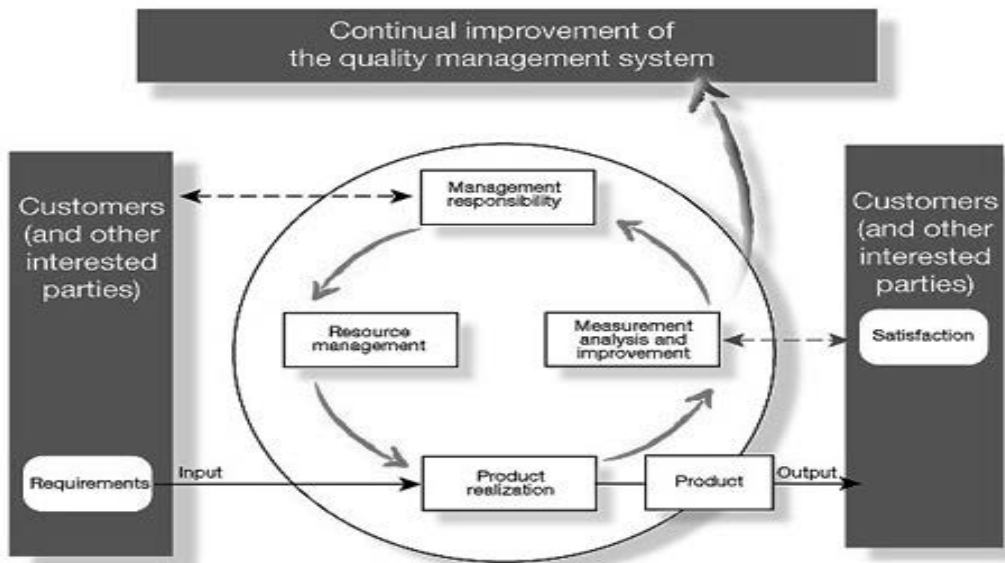 Continual improvement of
the quality management system
Customers
(and other
interested
parties)
Management
responsibility
Customers
(and other
interested
parties)
Resource
management
Measurement
analysis and
improvement
Satisfaction
Requirements
Input
Product
realization
Product
Output